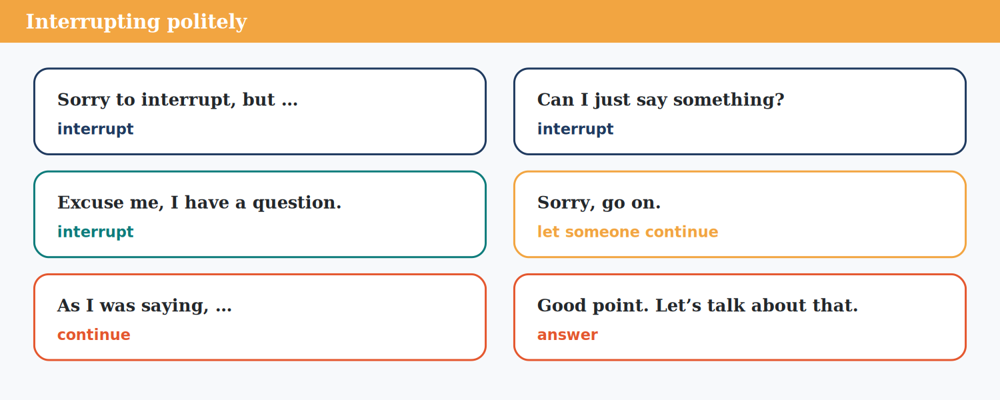 Interrupting politely
Sorry to interrupt, but …
interrupt
Can I just say something?
interrupt
Excuse me, I have a question.
interrupt
Sorry, go on.
let someone continue
As I was saying, …
continue
Good point. Let’s talk about that.
answer